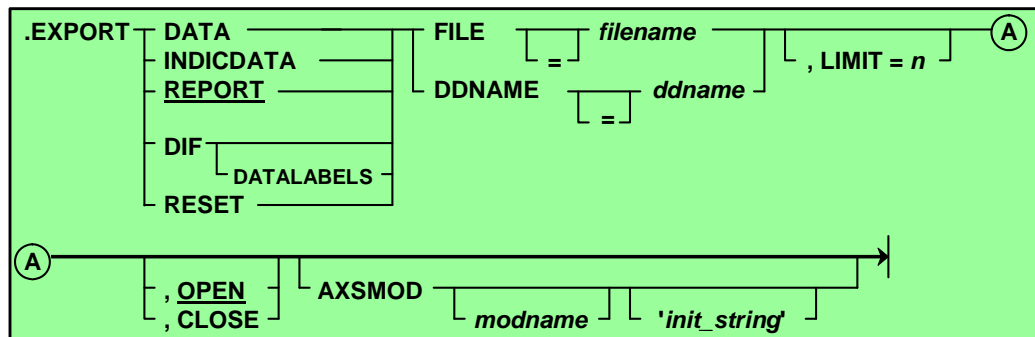 .EXPORT DATA FILE filename A
= , LIMIT = n
INDICDATA
REPORT DDNAME ddname
=
DIF
DATALABELS
RESET
A
, OPEN AXSMOD
, CLOSE modname 'init_string'